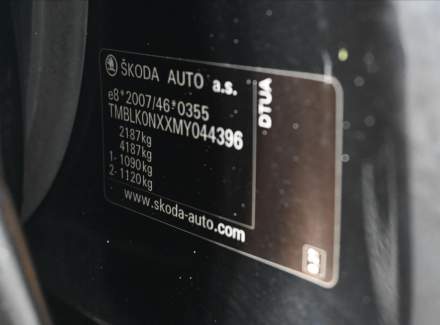 ŠKODA AUTO a.s.
e8*2007/46*0355
TMBLK0NXXMY044396
2187kg
4187kg
1- 1090kg
2- 1120kg
www.skoda-auto.com
DTUA